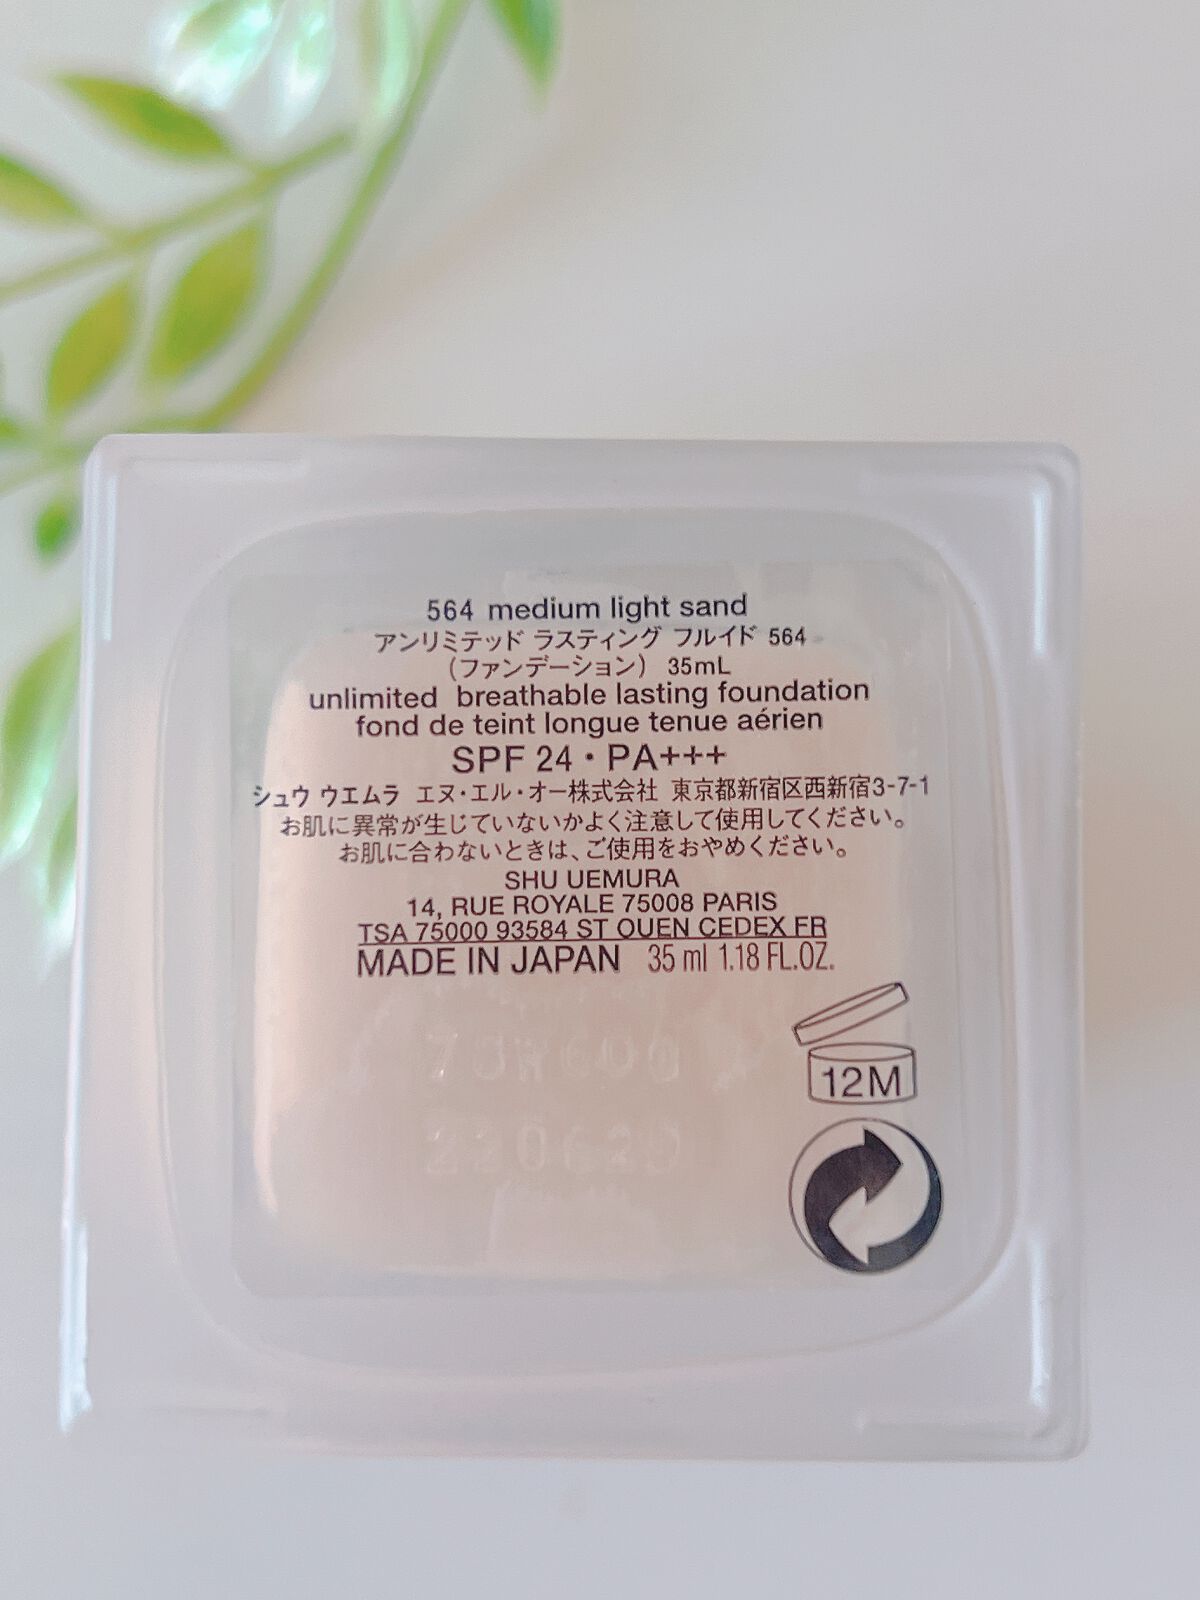 564 medium light sand
アンリミテッド ラスティング フルイド 564
（ファンデーション） 35mL
unlimited breathable lasting foundation
fond de teint longue tenue aérien
SPF 24・PA+++
シュウ ウエムラ エヌ・エル・オー株式会社 東京都新宿区西新宿3-7-1
お肌に異常が生じていないかよく注意して使用してください。
お肌に合わないときは、ご使用をおやめください。
SHU UEMURA
14, RUE ROYALE 75008 PARIS
TSA 75000 93584 ST OUEN CEDEX FR
MADE IN JAPAN 35 ml 1.18 FL.OZ.
12M